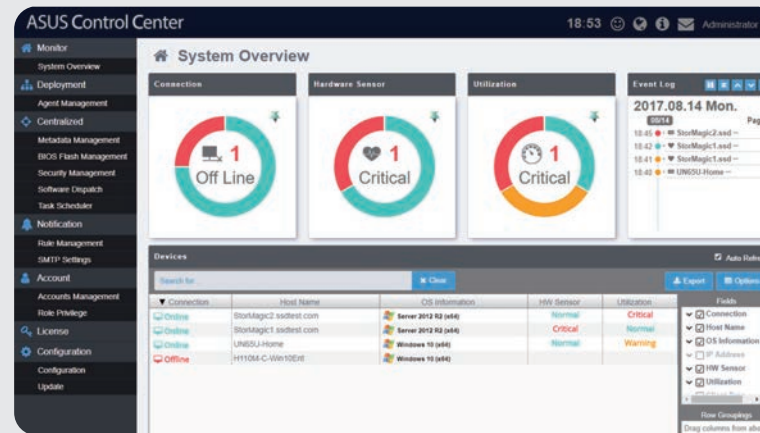 ASUS Control Center
18:53 Administrator
Monitor
System Overview
Deployment
Agent Management
Centralized
Metadata Management
BIOS Flash Management
Security Management
Software Dispatch
Task Scheduler
Notification
Rule Management
SMTP Settings
Account
Accounts Management
Role Privilege
License
Configuration
Configuration
Update
System Overview
Connection
1
Off Line
Hardware Sensor
1
Critical
Utilization
1
Critical
Event Log
2017.08.14 Mon.
08/14 Pag
18:45 StorMagic2.ssd --
18:42 StorMagic1.ssd --
18:41 StorMagic1.ssd --
18:40 UN65U-Home --
Devices
Auto Refre
Search for...
Clear
Export Options
Connection Host Name OS Information HW Sensor Utilization
Online StorMagic2.ssdtest.com Server 2012 R2 (x64) Normal Critical
Online StorMagic1.ssdtest.com Server 2012 R2 (x64) Critical Normal
Online UN65U-Home Windows 10 (x64) Normal Warning
Offline H110M-C-Win10Ent Windows 10 (x64)
Fields
Connection
Host Name
OS Information
IP Address
HW Sensor
Utilization
Row Groupings
Drag columns from abo